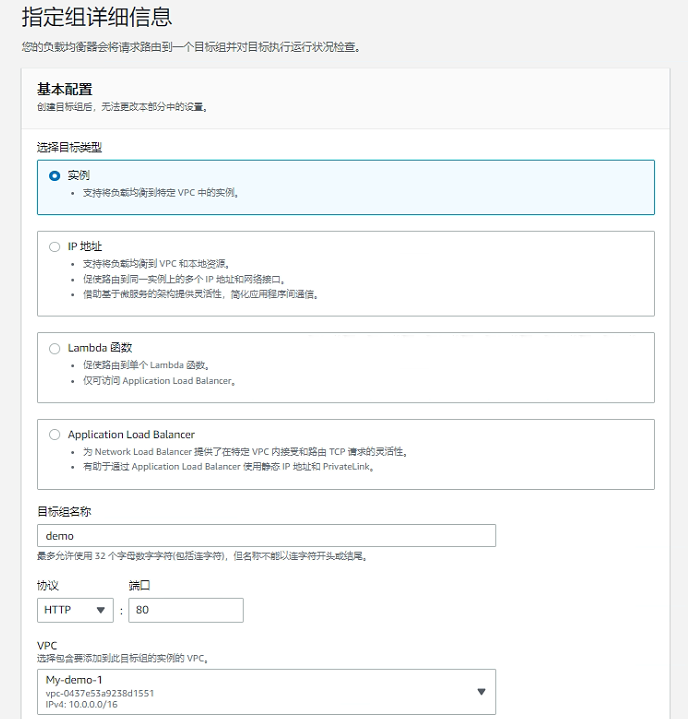 指定组详细信息
您的负载均衡器会将请求路由到一个目标组并对目标执行运行状况检查。
基本配置
创建目标组后，无法更改本部分中的设置。
选择目标类型
实例
• 支持将负载均衡到特定 VPC 中的实例。
IP 地址
• 支持将负载均衡到 VPC 和本地资源。
• 促使路由到同一实例上的多个 IP 地址和网络接口。
• 借助基于微服务的架构提供灵活性，简化应用程序间通信。
Lambda 函数
• 促使路由到单个 Lambda 函数。
• 仅可访问 Application Load Balancer。
Application Load Balancer
• 为 Network Load Balancer 提供了在特定 VPC 内接受和路由 TCP 请求的灵活性。
• 有助于通过 Application Load Balancer 使用静态 IP 地址和 PrivateLink。
目标组名称
demo
最多允许使用 32 个字母数字字符(包括连字符)，但名称不能以连字符开头或结尾。
协议 端口
HTTP : 80
VPC
选择包含要添加到此目标组的实例的 VPC。
My-demo-1
vpc-0437e53a9238d1551
IPv4: 10.0.0.0/16